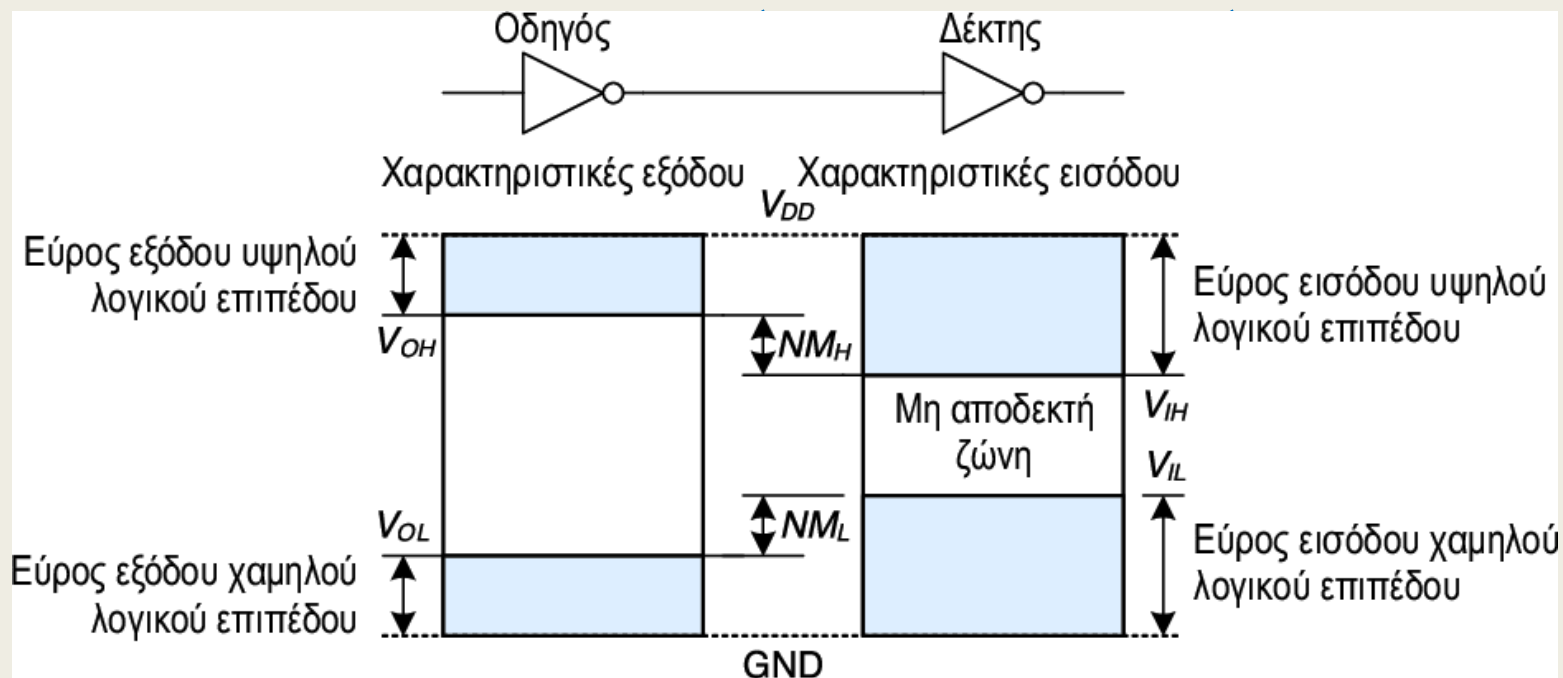 Οδηγός
Δέκτης
Χαρακτηριστικές εξόδου
Χαρακτηριστικές εισόδου
VDD
Εύρος εξόδου υψηλού
λογικού επιπέδου
Εύρος εισόδου υψηλού
λογικού επιπέδου
VOH
NMH
Μη αποδεκτή
ζώνη
VIH
VIL
VOL
NML
Εύρος εξόδου χαμηλού
λογικού επιπέδου
Εύρος εισόδου χαμηλού
λογικού επιπέδου
GND